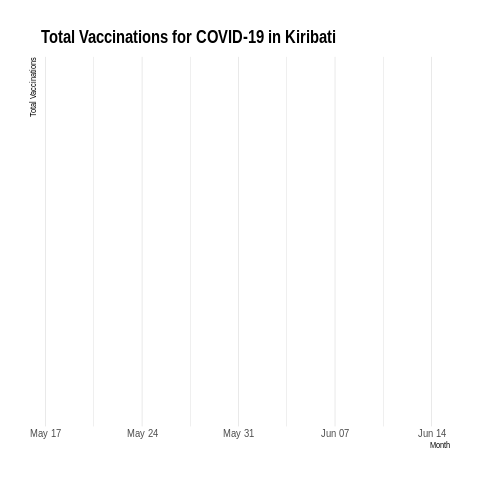 Total Vaccinations for COVID-19 in Kiribati
Total Vaccinations
May 17 May 24 May 31 Jun 07 Jun 14
Month